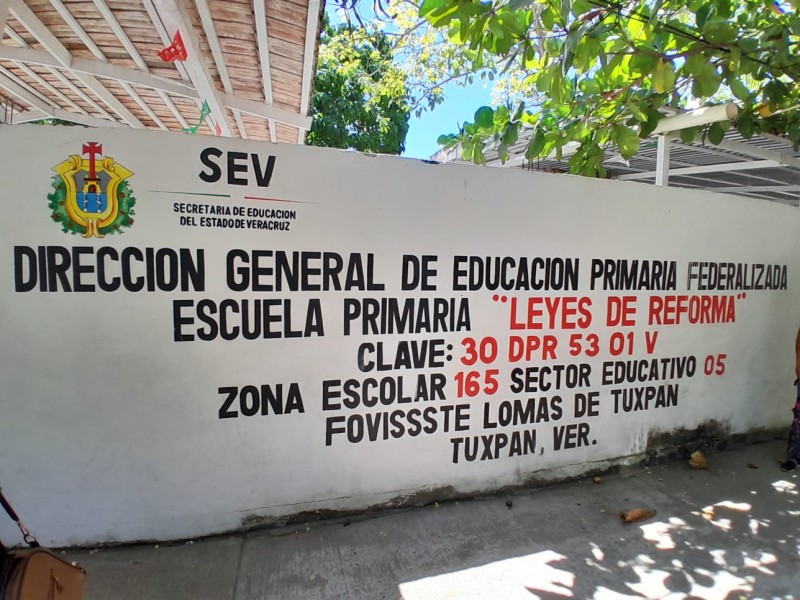 SEV
SECRETARIA DE EDUCACION
DEL ESTADO DE VERACRUZ
DIRECCION GENERAL DE EDUCACION PRIMARIA FEDERALIZADA
ESCUELA PRIMARIA "LEYES DE REFORMA"
CLAVE: 30 DPR 53 01 V
ZONA ESCOLAR 165 SECTOR EDUCATIVO 05
FOVISSSTE LOMAS DE TUXPAN
TUXPAN, VER.